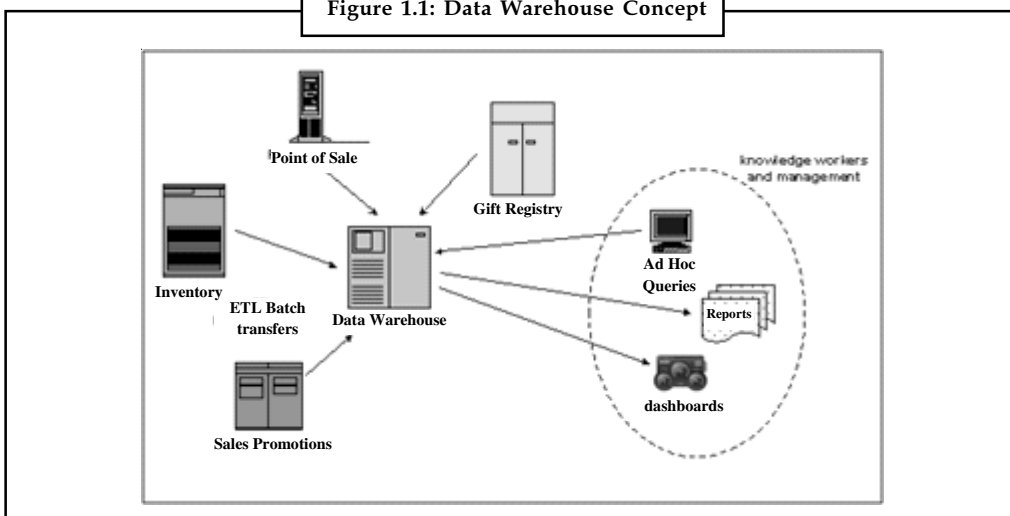 Figure 1.1: Data Warehouse Concept
Point of Sale
knowledge workers
and management
Gift Registry
Ad Hoc
Queries
Inventory
ETL Batch
transfers
Data Warehouse
Reports
dashboards
Sales Promotions